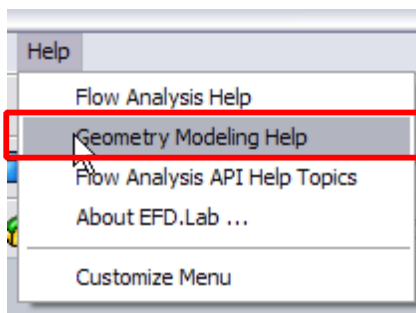 Help
Flow Analysis Help
Geometry Modeling Help
Flow Analysis API Help Topics
About EFD.Lab ...
Customize Menu